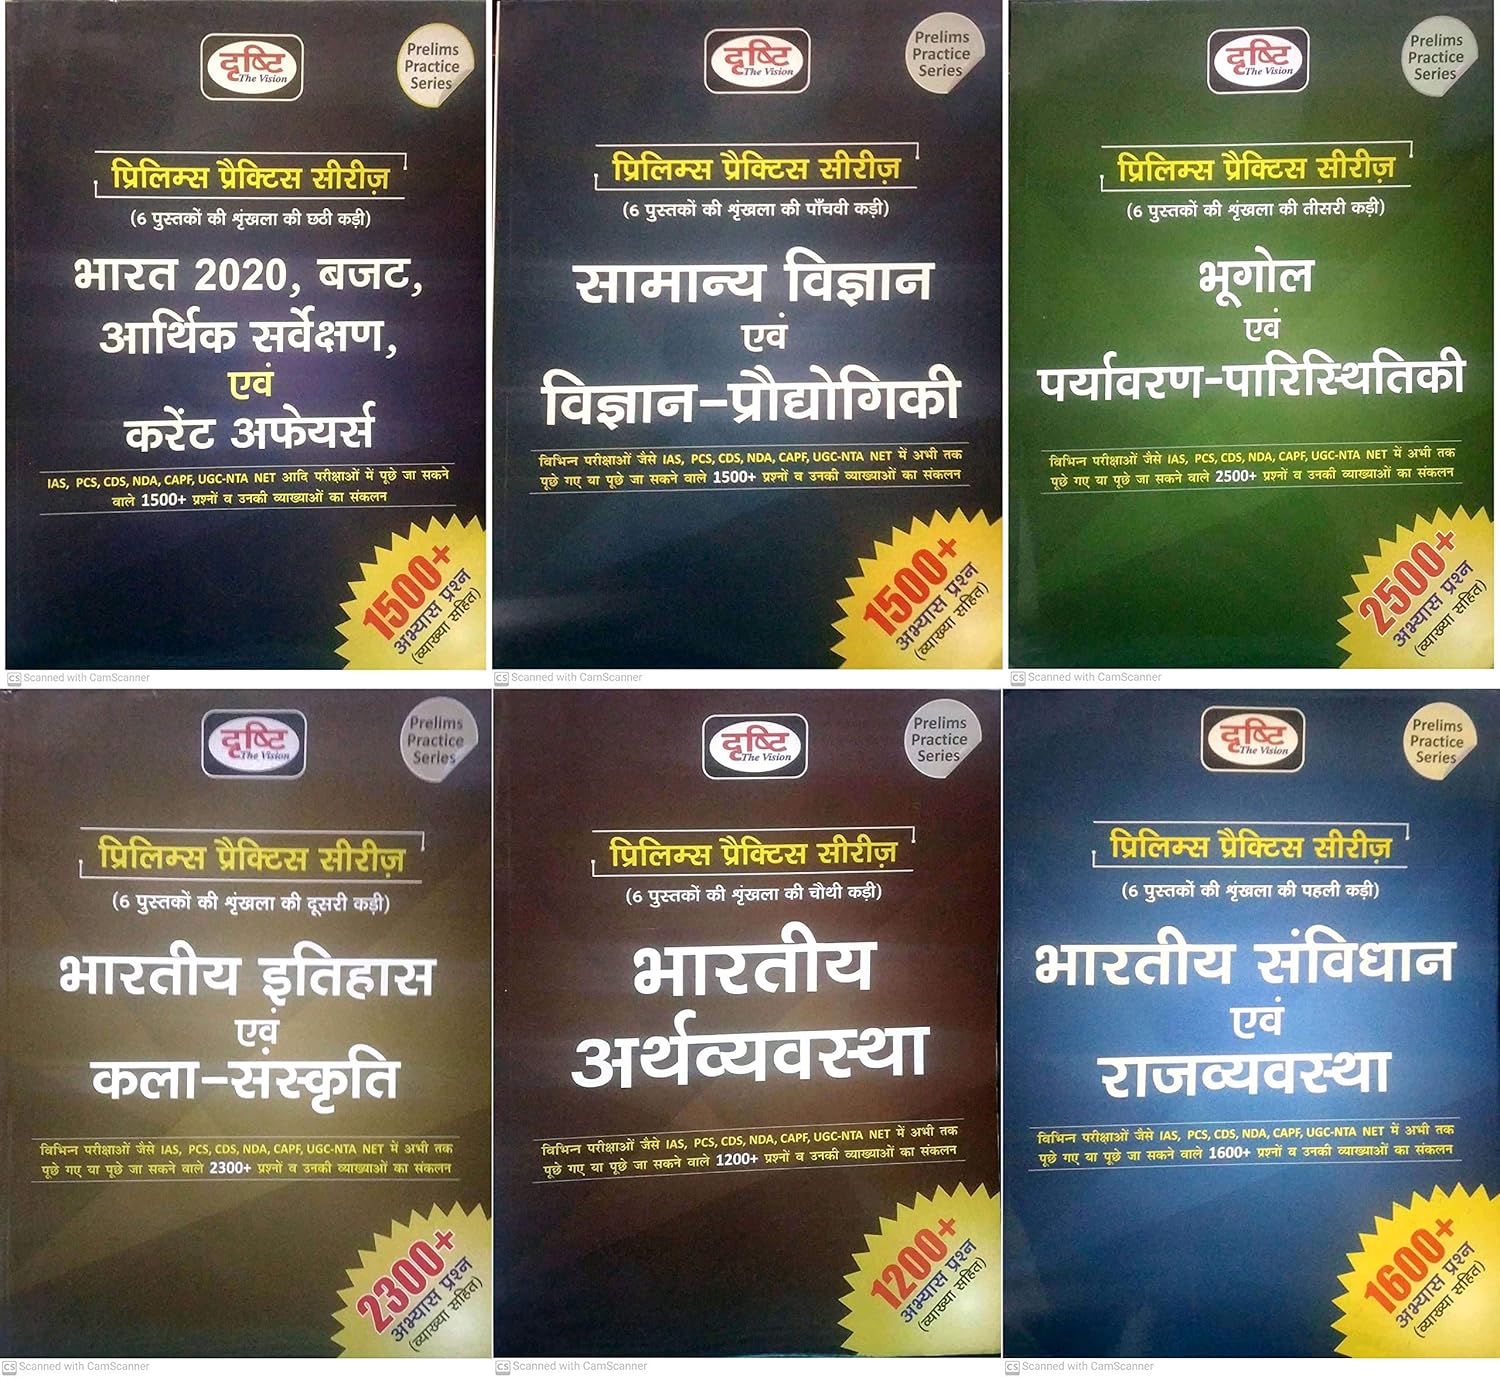 दृष्टि
The Vision
Prelims
Practice
Series
प्रिलिम्स प्रैक्टिस सीरीज़
(6 पुस्तकों की शृंखला की छठी कड़ी)
भारत 2020, बजट,
आर्थिक सर्वेक्षण,
एवं
करेंट अफेयर्स
IAS, PCS, CDS, NDA, CAPF, UGC-NTA NET आदि परीक्षाओं में पूछे जा सकने
वाले 1500+ प्रश्नों व उनकी व्याख्याओं का संकलन
1500+
अभ्यास प्रश्न
(व्याख्या सहित)
CS Scanned with CamScanner
दृष्टि
The Vision
Prelims
Practice
Series
प्रिलिम्स प्रैक्टिस सीरीज़
(6 पुस्तकों की शृंखला की पाँचवी कड़ी)
सामान्य विज्ञान
एवं
विज्ञान-प्रौद्योगिकी
विभिन्न परीक्षाओं जैसे IAS, PCS, CDS, NDA, CAPF, UGC-NTA NET में अभी तक
पूछे गए या पूछे जा सकने वाले 1500+ प्रश्नों व उनकी व्याख्याओं का संकलन
1500+
अभ्यास प्रश्न
(व्याख्या सहित)
CS Scanned with CamScanner
दृष्टि
The Vision
Prelims
Practice
Series
प्रिलिम्स प्रैक्टिस सीरीज़
(6 पुस्तकों की शृंखला की तीसरी कड़ी)
भूगोल
एवं
पर्यावरण-पारिस्थितिकी
विभिन्न परीक्षाओं जैसे IAS, PCS, CDS, NDA, CAPF, UGC-NTA NET में अभी तक
पूछे गए या पूछे जा सकने वाले 2500+ प्रश्नों व उनकी व्याख्याओं का संकलन
2500+
अभ्यास प्रश्न
(व्याख्या सहित)
CS Scanned with CamScanner
दृष्टि
The Vision
Prelims
Practice
Series
प्रिलिम्स प्रैक्टिस सीरीज़
(6 पुस्तकों की शृंखला की दूसरी कड़ी)
भारतीय इतिहास
एवं
कला-संस्कृति
विभिन्न परीक्षाओं जैसे IAS, PCS, CDS, NDA, CAPF, UGC-NTA NET में अभी तक
पूछे गए या पूछे जा सकने वाले 2300+ प्रश्नों व उनकी व्याख्याओं का संकलन
2300+
अभ्यास प्रश्न
(व्याख्या सहित)
CS Scanned with CamScanner
दृष्टि
The Vision
Prelims
Practice
Series
प्रिलिम्स प्रैक्टिस सीरीज़
(6 पुस्तकों की शृंखला की चौथी कड़ी)
भारतीय
अर्थव्यवस्था
विभिन्न परीक्षाओं जैसे IAS, PCS, CDS, NDA, CAPF, UGC-NTA NET में अभी तक
पूछे गए या पूछे जा सकने वाले 1200+ प्रश्नों व उनकी व्याख्याओं का संकलन
1200+
अभ्यास प्रश्न
(व्याख्या सहित)
CS Scanned with CamScanner
दृष्टि
The Vision
Prelims
Practice
Series
प्रिलिम्स प्रैक्टिस सीरीज़
(6 पुस्तकों की शृंखला की पहली कड़ी)
भारतीय संविधान
एवं
राजव्यवस्था
विभिन्न परीक्षाओं जैसे IAS, PCS, CDS, NDA, CAPF, UGC-NTA NET में अभी तक
पूछे गए या पूछे जा सकने वाले 1600+ प्रश्नों व उनकी व्याख्याओं का संकलन
1600+
अभ्यास प्रश्न
(व्याख्या सहित)
CS Scanned with CamScanner